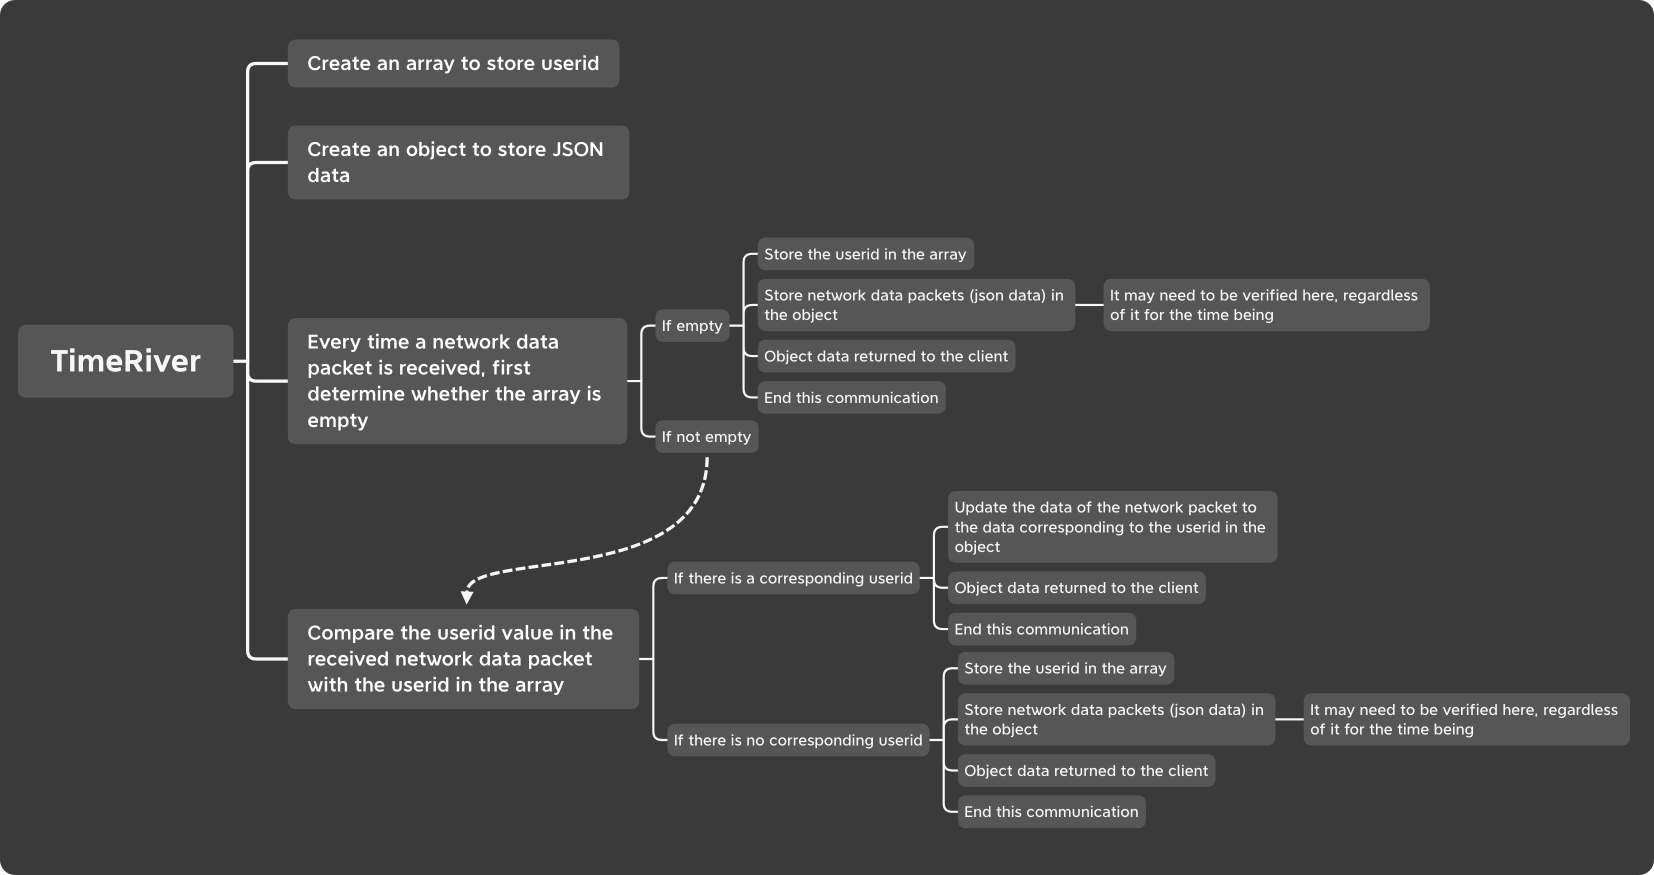 TimeRiver
Create an array to store userid
Create an object to store JSON
data
Every time a network data
packet is received, first
determine whether the array is
empty
If empty
Store the userid in the array
Store network data packets (json data) in
the object
It may need to be verified here, regardless
of it for the time being
Object data returned to the client
End this communication
If not empty
Compare the userid value in the
received network data packet
with the userid in the array
If there is a corresponding userid
Update the data of the network packet to
the data corresponding to the userid in the
object
Object data returned to the client
End this communication
If there is no corresponding userid
Store the userid in the array
Store network data packets (json data) in
the object
It may need to be verified here, regardless
of it for the time being
Object data returned to the client
End this communication